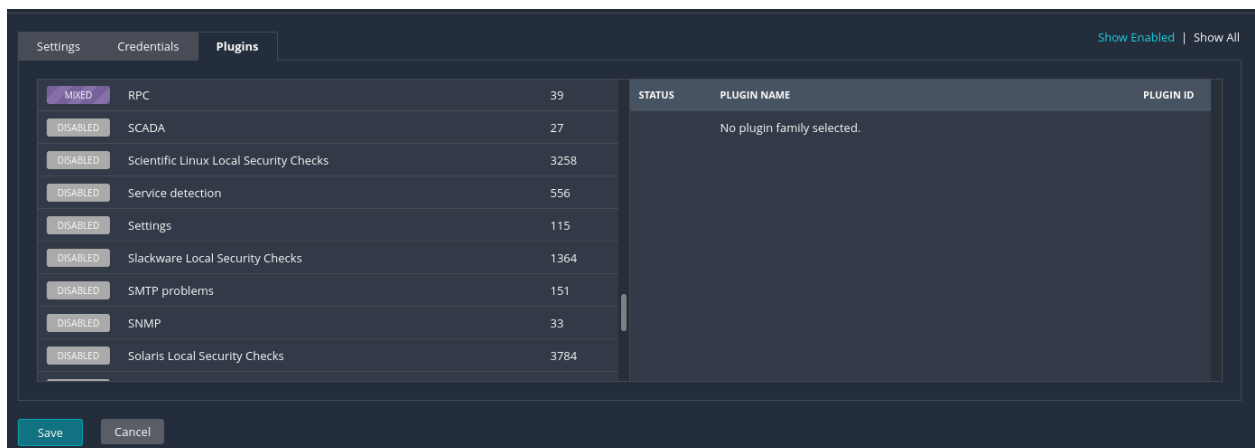 Show Enabled | Show All
Settings Credentials Plugins
STATUS PLUGIN NAME PLUGIN ID
No plugin family selected.
MIXED RPC 39
DISABLED SCADA 27
DISABLED Scientific Linux Local Security Checks 3258
DISABLED Service detection 556
DISABLED Settings 115
DISABLED Slackware Local Security Checks 1364
DISABLED SMTP problems 151
DISABLED SNMP 33
DISABLED Solaris Local Security Checks 3784
Save Cancel